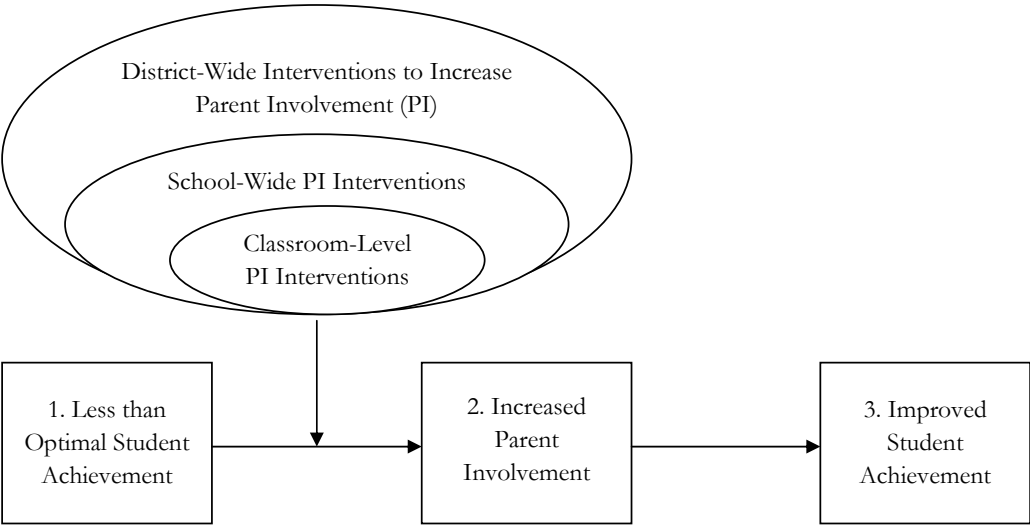 District-Wide Interventions to Increase
Parent Involvement (PI)
School-Wide PI Interventions
Classroom-Level
PI Interventions
1. Less than
Optimal Student
Achievement
2. Increased
Parent
Involvement
3. Improved
Student
Achievement